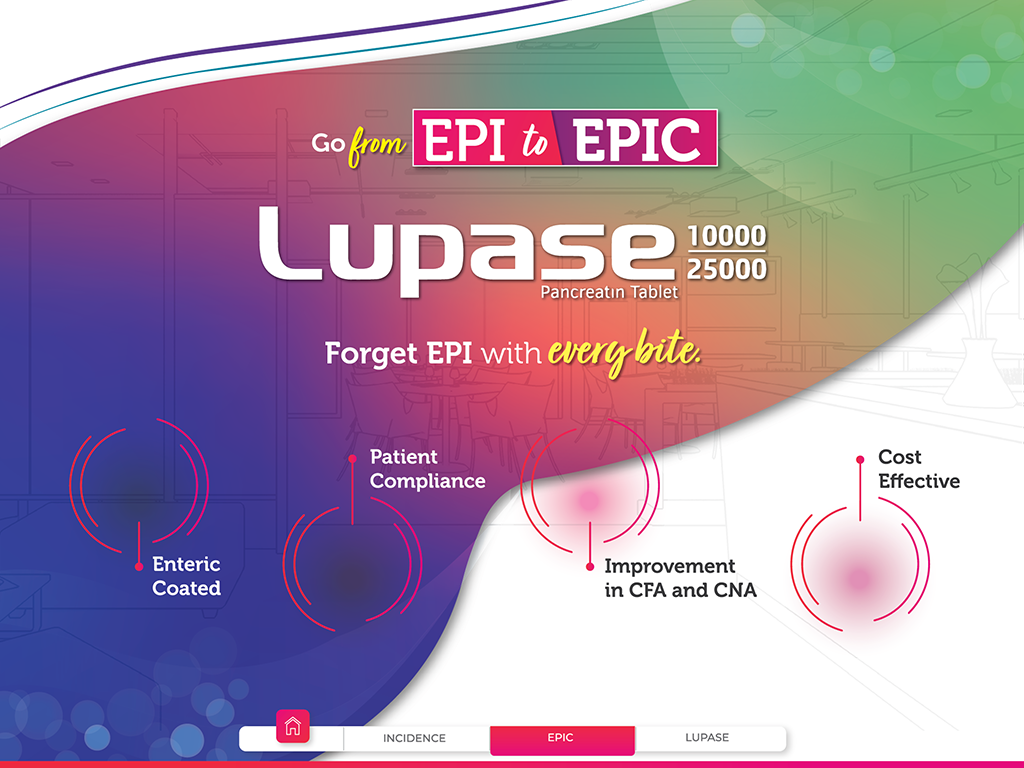 Go from EPI to EPIC
Lupase 10000
25000
Pancreatin Tablet
Forget EPI with every bite.
Enteric
Coated
Patient
Compliance
Improvement
in CFA and CNA
Cost
Effective
INCIDENCE
EPIC
LUPASE